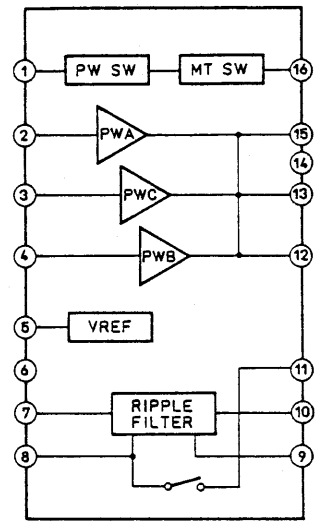 1 PW SW MT SW 16
2 PWA 15
14
3 PWC 13
4 PWB 12
5 VREF
6 11
7 RIPPLE 10
FILTER
8 9